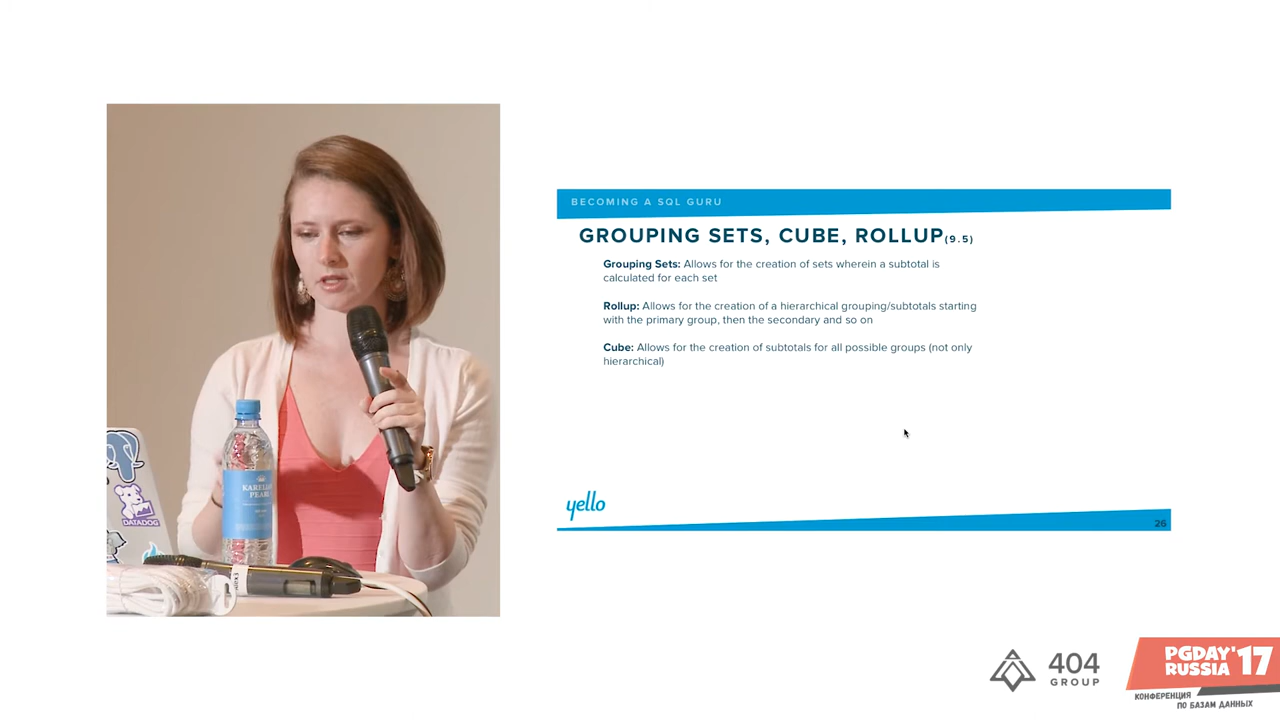 BECOMING A SQL GURU
GROUPING SETS, CUBE, ROLLUP(9.5)
Grouping Sets: Allows for the creation of sets wherein a subtotal is
calculated for each set
Rollup: Allows for the creation of a hierarchical grouping/subtotals starting
with the primary group, then the secondary and so on
Cube: Allows for the creation of subtotals for all possible groups (not only
hierarchical)
yello
26
DATADOG
KARELIA
PEARL
404
GROUP
PGDAY'17
RUSSIA
КОНФЕРЕНЦИЯ
ПО БАЗАМ ДАННЫХ